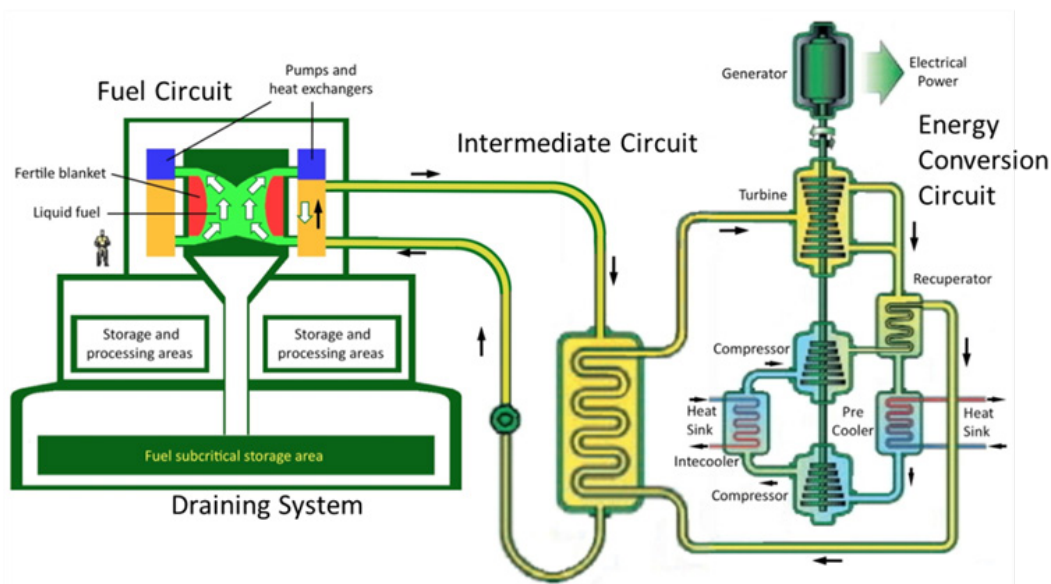 Fuel Circuit
Pumps and
heat exchangers
Fertile blanket
Liquid fuel
Storage and
processing areas
Storage and
processing areas
Fuel subcritical storage area
Draining System
Intermediate Circuit
Generator
Electrical
Power
Energy
Conversion
Circuit
Turbine
Recuperator
Compressor
Heat
Sink
Intecooler
Pre
Cooler
Heat
Sink
Compressor